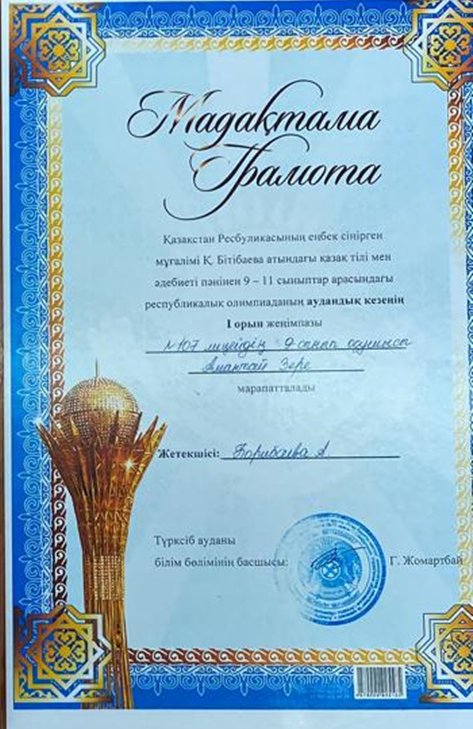 Мадақтама
Грамота
Қазақстан Ресбуликасының еңбек сіңірген
мұғалімі Қ. Бітібаева атындағы қазақ тілі мен
әдебиеті пәнінен 9 – 11 сыныптар арасындағы
республикалық олимпиаданың аудандық кезеңін
I орын жеңімпазы
№107 лицейдің 9 сынып оқушысы
Амантай Зере
марапатталады
Жетекшісі: Борибаева А
Түрксіб ауданы
білім бөлімінің басшысы: Г. Жомартбай